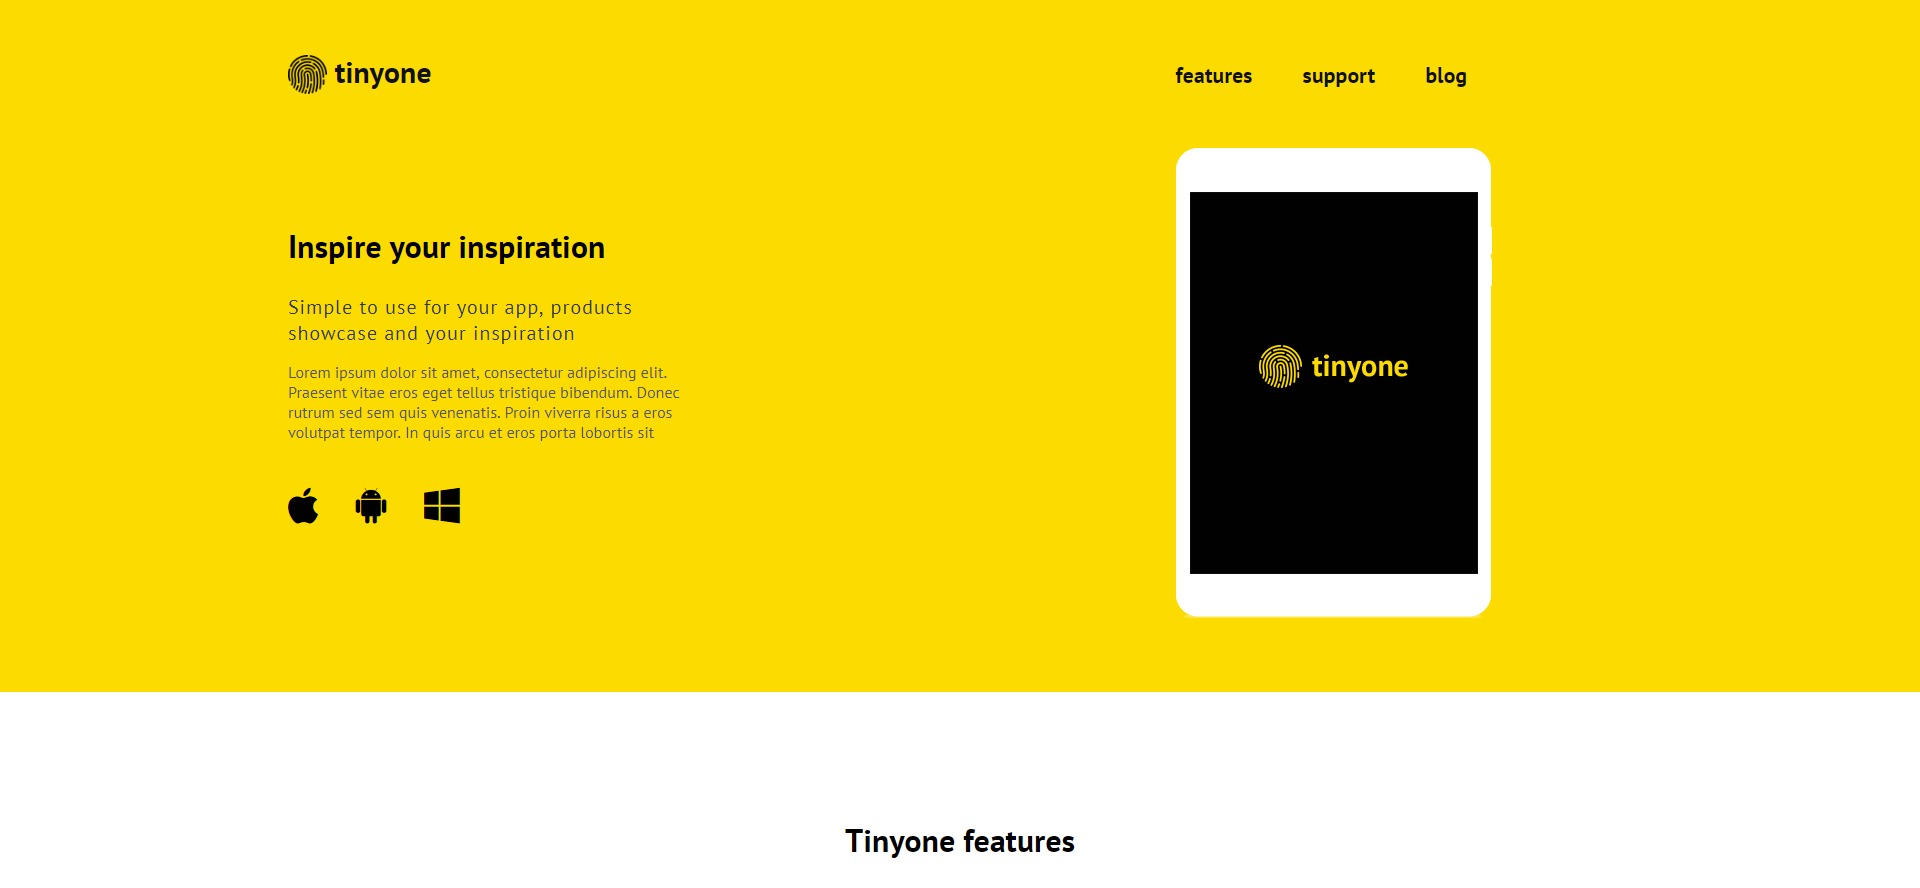 tinyone
features support blog
Inspire your inspiration
Simple to use for your app, products
showcase and your inspiration
Lorem ipsum dolor sit amet, consectetur adipiscing elit.
Praesent vitae eros eget tellus tristique bibendum. Donec
rutrum sed sem quis venenatis. Proin viverra risus a eros
volutpat tempor. In quis arcu et eros porta lobortis sit
tinyone
Tinyone features